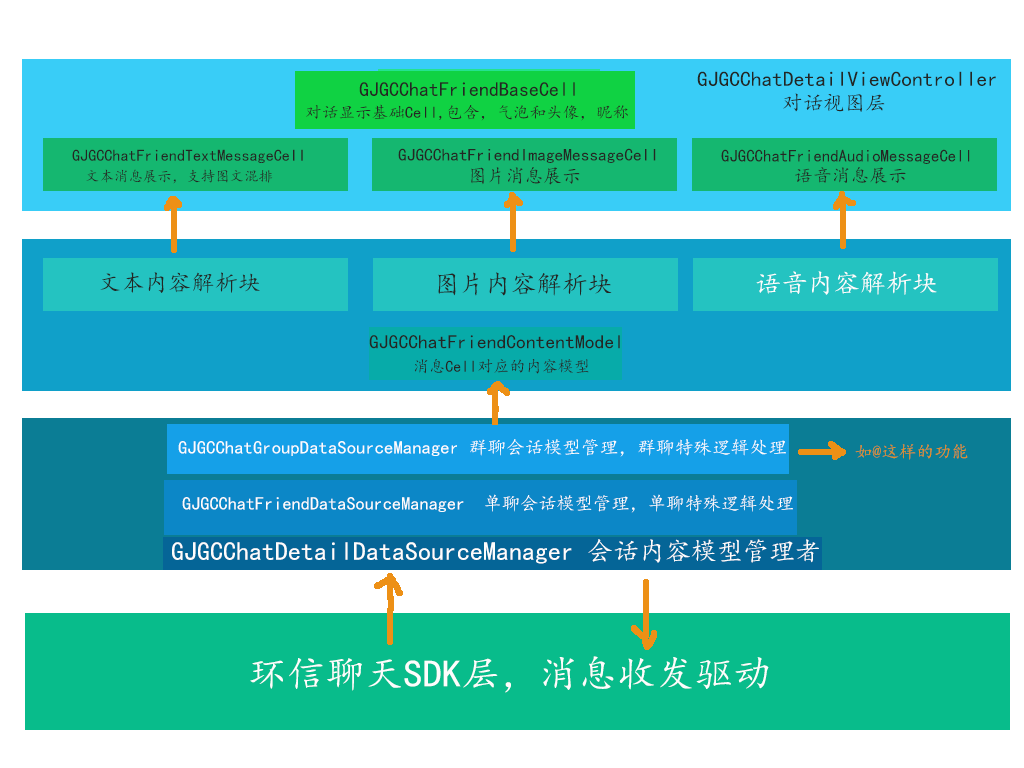 GJGCChatDetailViewController
对话视图层
GJGCChatFriendBaseCell
对话显示基础Cell,包含，气泡和头像，昵称
GJGCChatFriendTextMessageCell
文本消息展示，支持图文混排
GJGCChatFriendImageMessageCell
图片消息展示
GJGCChatFriendAudioMessageCell
语音消息展示
文本内容解析块
图片内容解析块
语音内容解析块
GJGCChatFriendContentModel
消息Cell对应的内容模型
GJGCChatGroupDataSourceManager 群聊会话模型管理，群聊特殊逻辑处理
如@这样的功能
GJGCChatFriendDataSourceManager 单聊会话模型管理，单聊特殊逻辑处理
GJGCChatDetailDataSourceManager 会话内容模型管理者
环信聊天SDK层，消息收发驱动